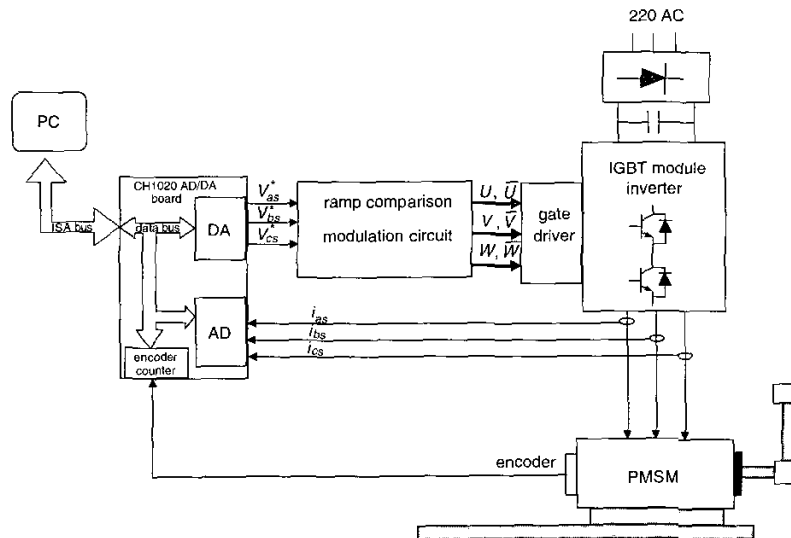 220 AC
PC
CH1020 AD/DA
board
ISA bus
data bus
DA
V*as
V*bs
V*cs
ramp comparison
modulation circuit
U, U̅
V, V̅
W, W̅
gate
driver
IGBT module
inverter
AD
ias
ibs
ics
encoder
counter
encoder
PMSM